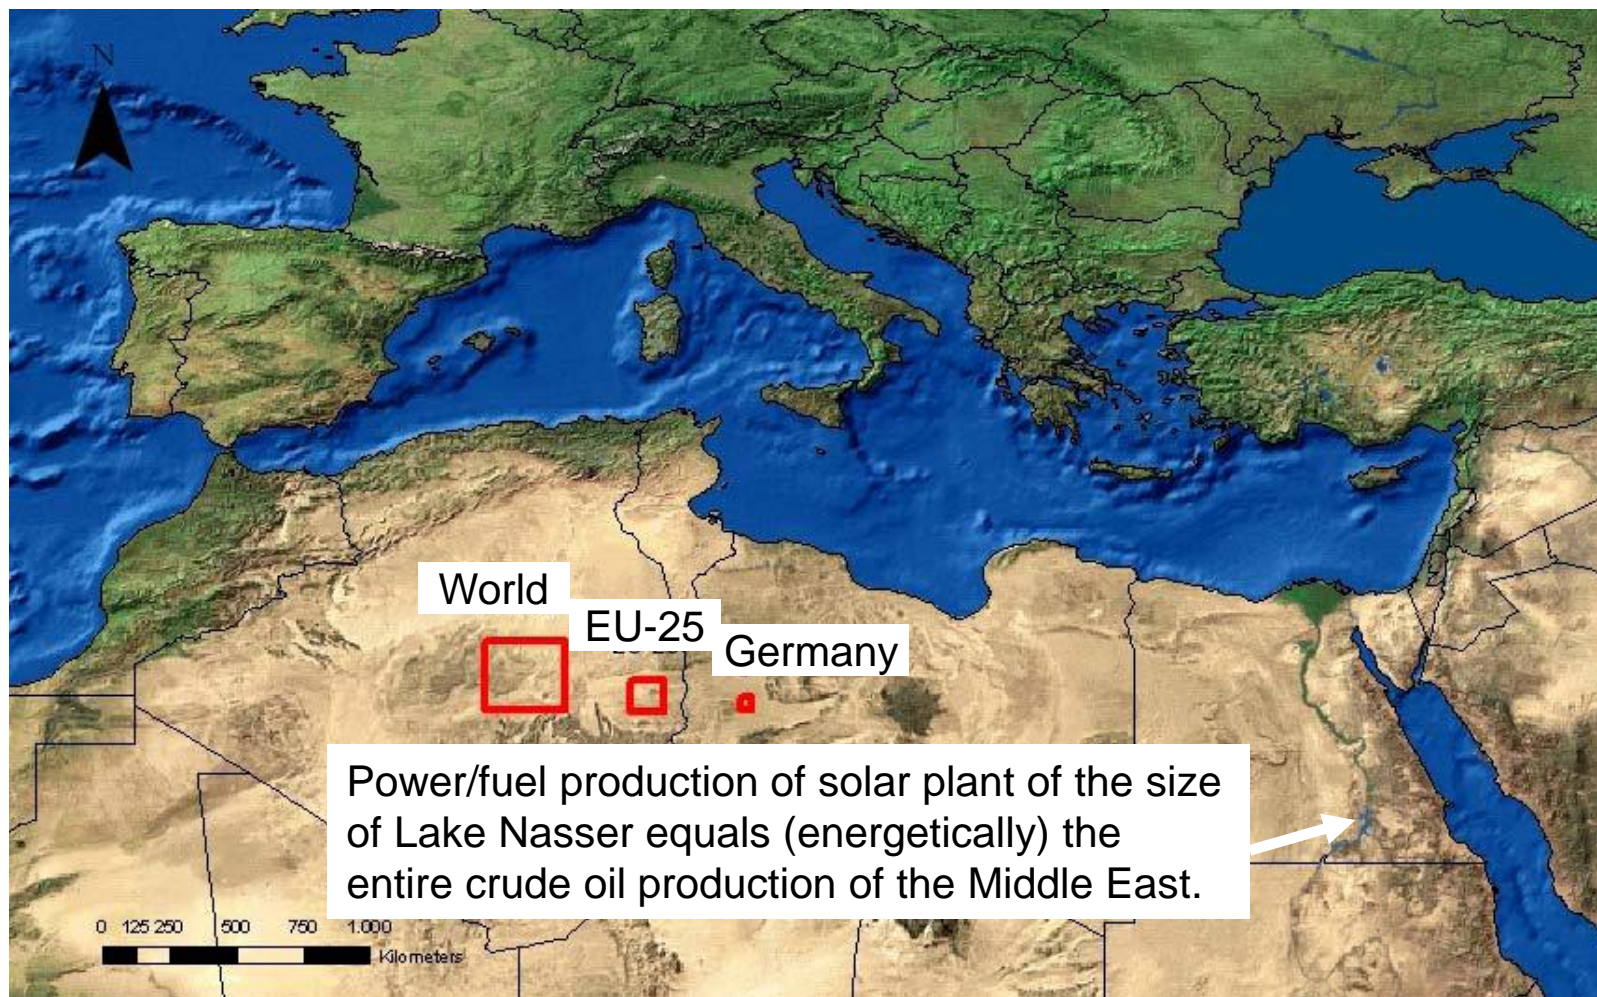 N
World
EU-25
Germany
Power/fuel production of solar plant of the size
of Lake Nasser equals (energetically) the
entire crude oil production of the Middle East.
0 125 250 500 750 1.000
Kilometers